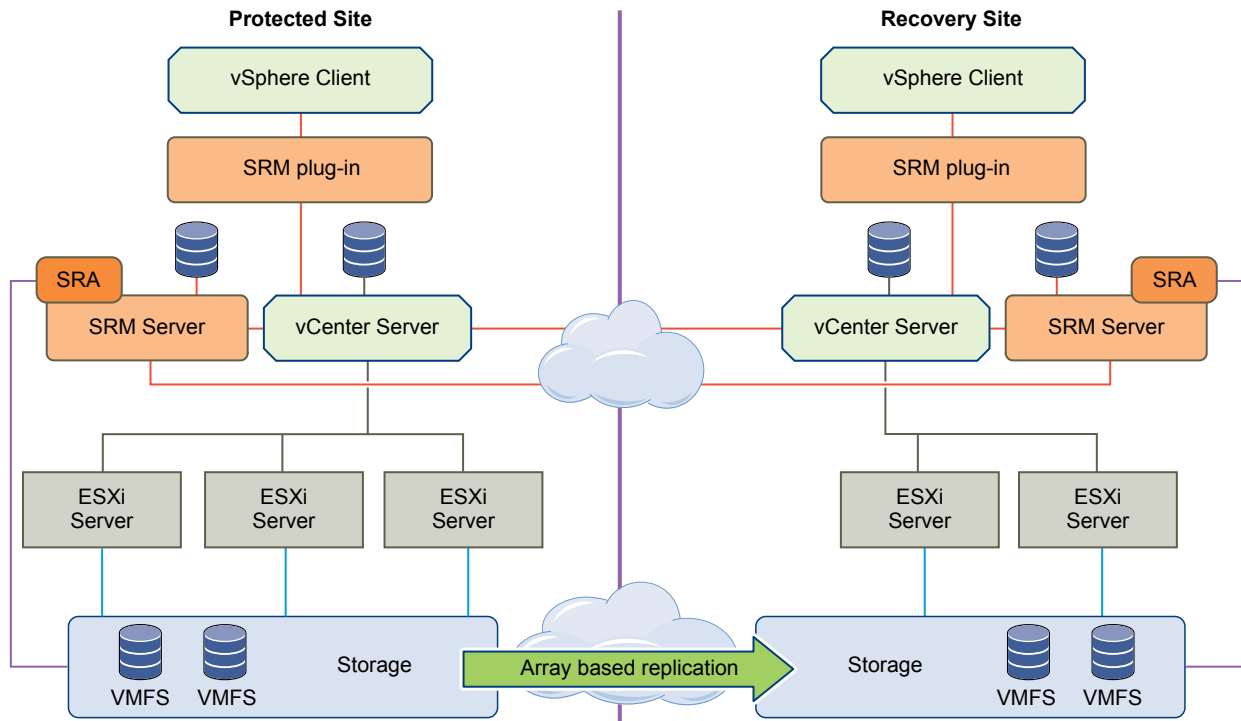 Protected Site
Recovery Site
vSphere Client
vSphere Client
SRM plug-in
SRM plug-in
SRA
SRA
SRM Server
vCenter Server
vCenter Server
SRM Server
ESXi
Server
ESXi
Server
ESXi
Server
ESXi
Server
ESXi
Server
Storage
Array based replication
Storage
VMFS
VMFS
VMFS
VMFS